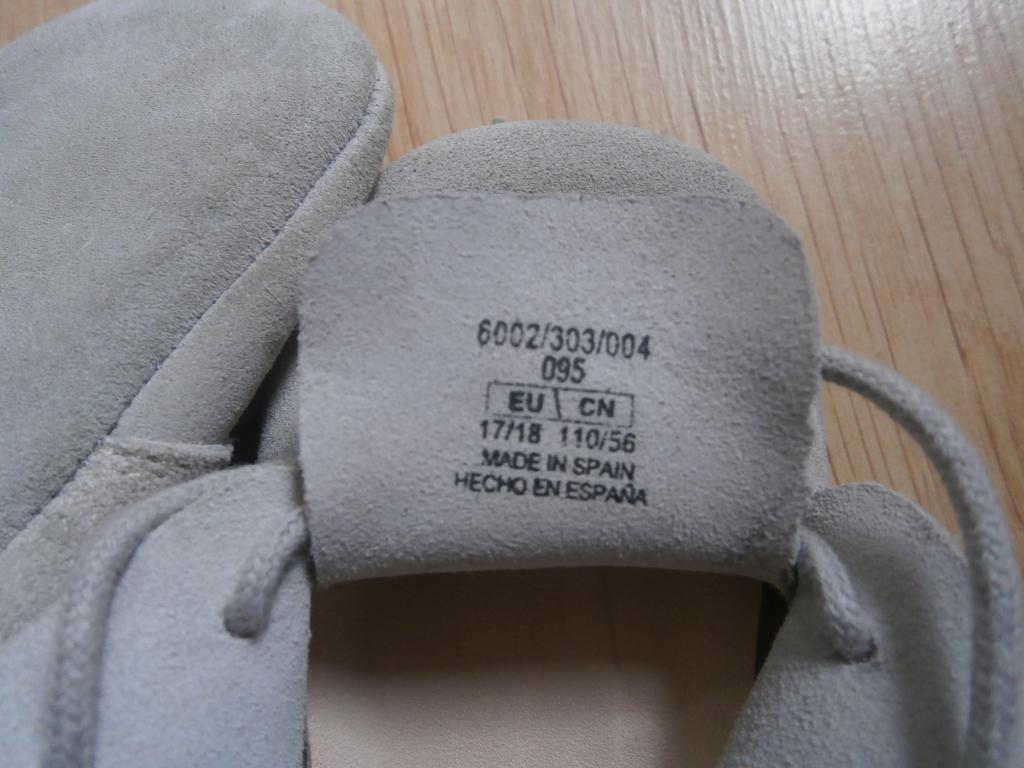 6002/303/004
095
EU \ CN
17/18 110/56
MADE IN SPAIN
HECHO EN ESPAÑA